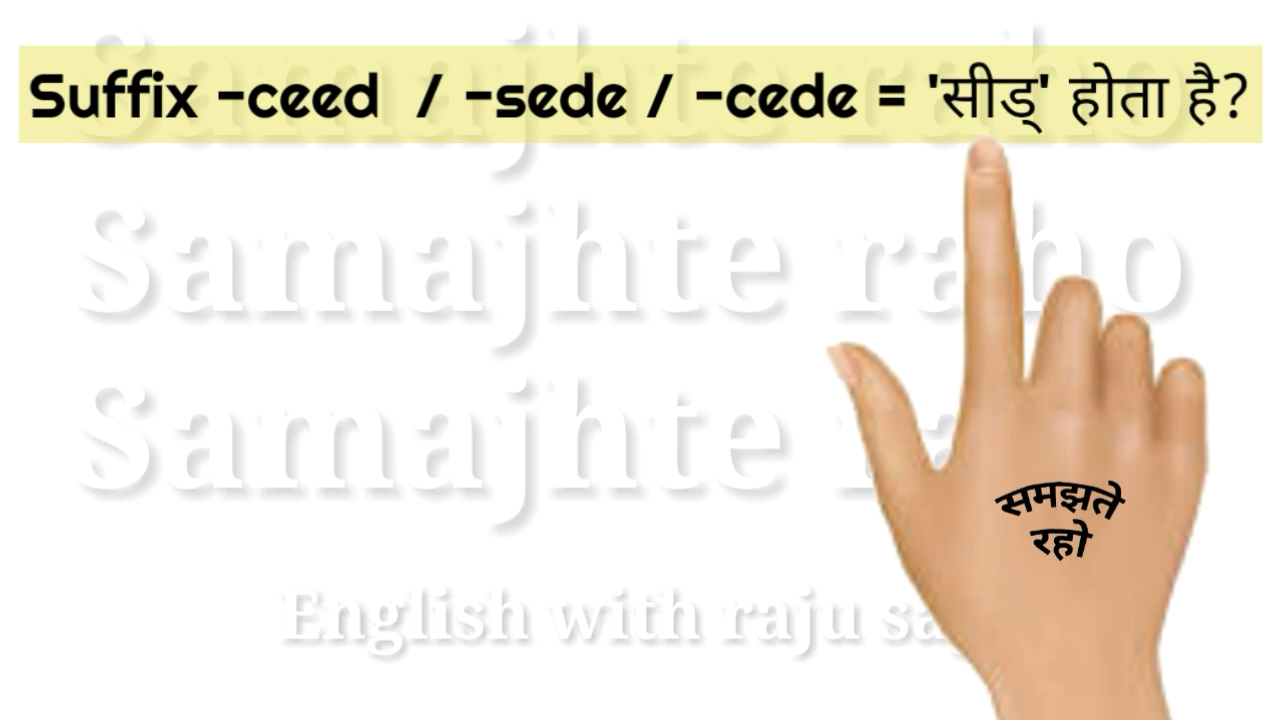 Suffix -ceed / -sede / -cede = 'सीड्' होता है?
Samajhte raho
Samajhte raho
Samajhte
समझते
रहो
English with raju